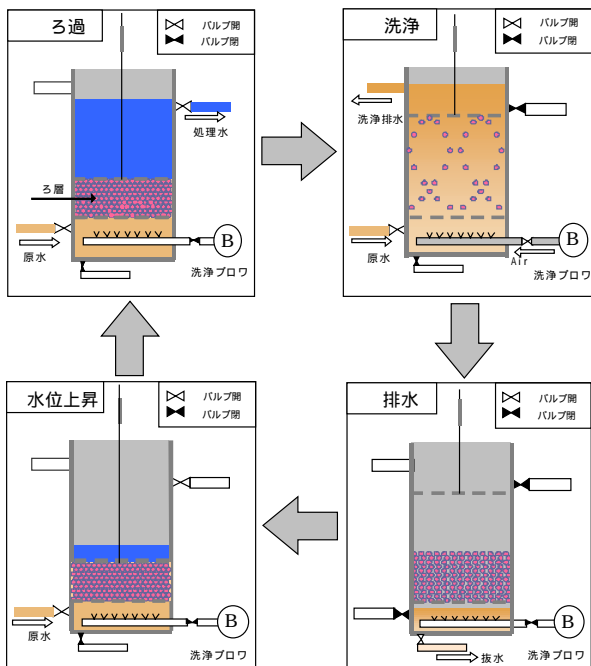 ろ過
バルブ開
バルブ閉
処理水
ろ層
原水
B
洗浄ブロワ
洗浄
バルブ開
バルブ閉
洗浄排水
原水
Air
B
洗浄ブロワ
水位上昇
バルブ開
バルブ閉
原水
B
洗浄ブロワ
排水
バルブ開
バルブ閉
B
抜水
洗浄ブロワ